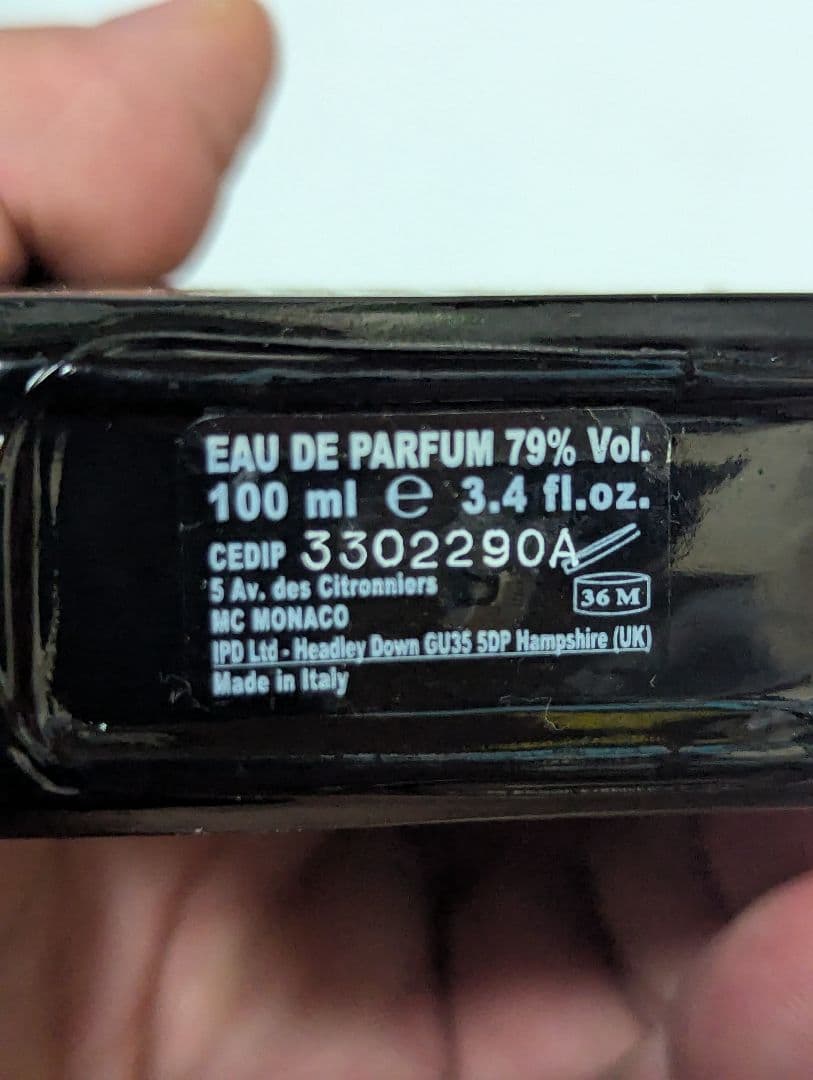 EAU DE PARFUM 79% Vol.
100 ml e 3.4 fl.oz.
CEDIP 3302290A
5 Av. des Citronniers
36 M
MC MONACO
IPD Ltd - Headley Down GU35 5DP Hampshire (UK)
Made in Italy